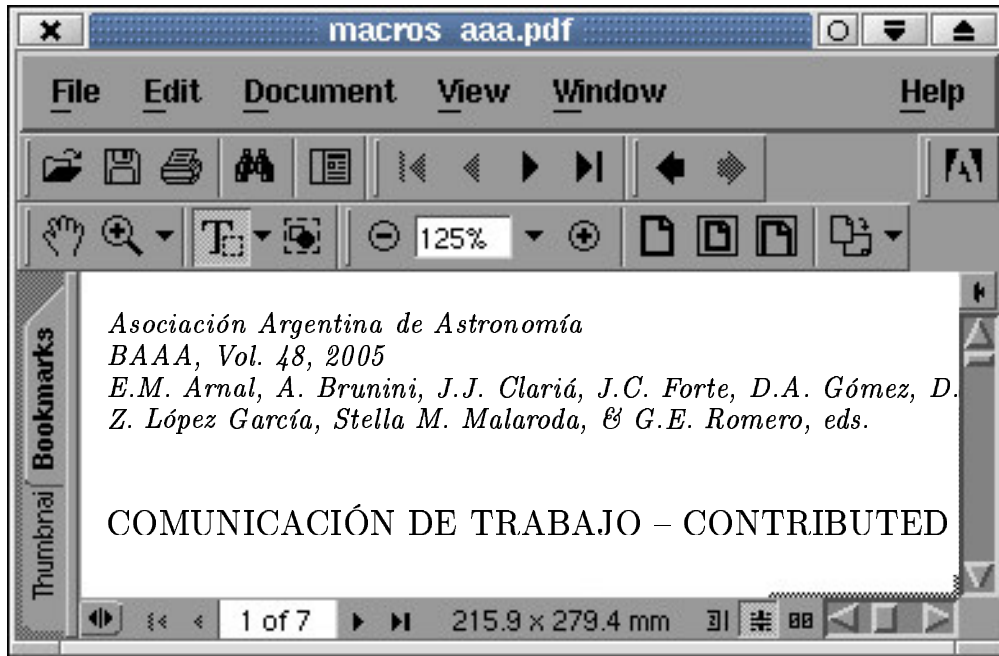 macros aaa.pdf
File Edit Document View Window Help
125%
Bookmarks
Thumbnai
Asociación Argentina de Astronomía
BAAA, Vol. 48, 2005
E.M. Arnal, A. Brunini, J.J. Clariá, J.C. Forte, D.A. Gómez, D.
Z. López García, Stella M. Malaroda, & G.E. Romero, eds.
COMUNICACIÓN DE TRABAJO – CONTRIBUTED
1 of 7 215.9 x 279.4 mm